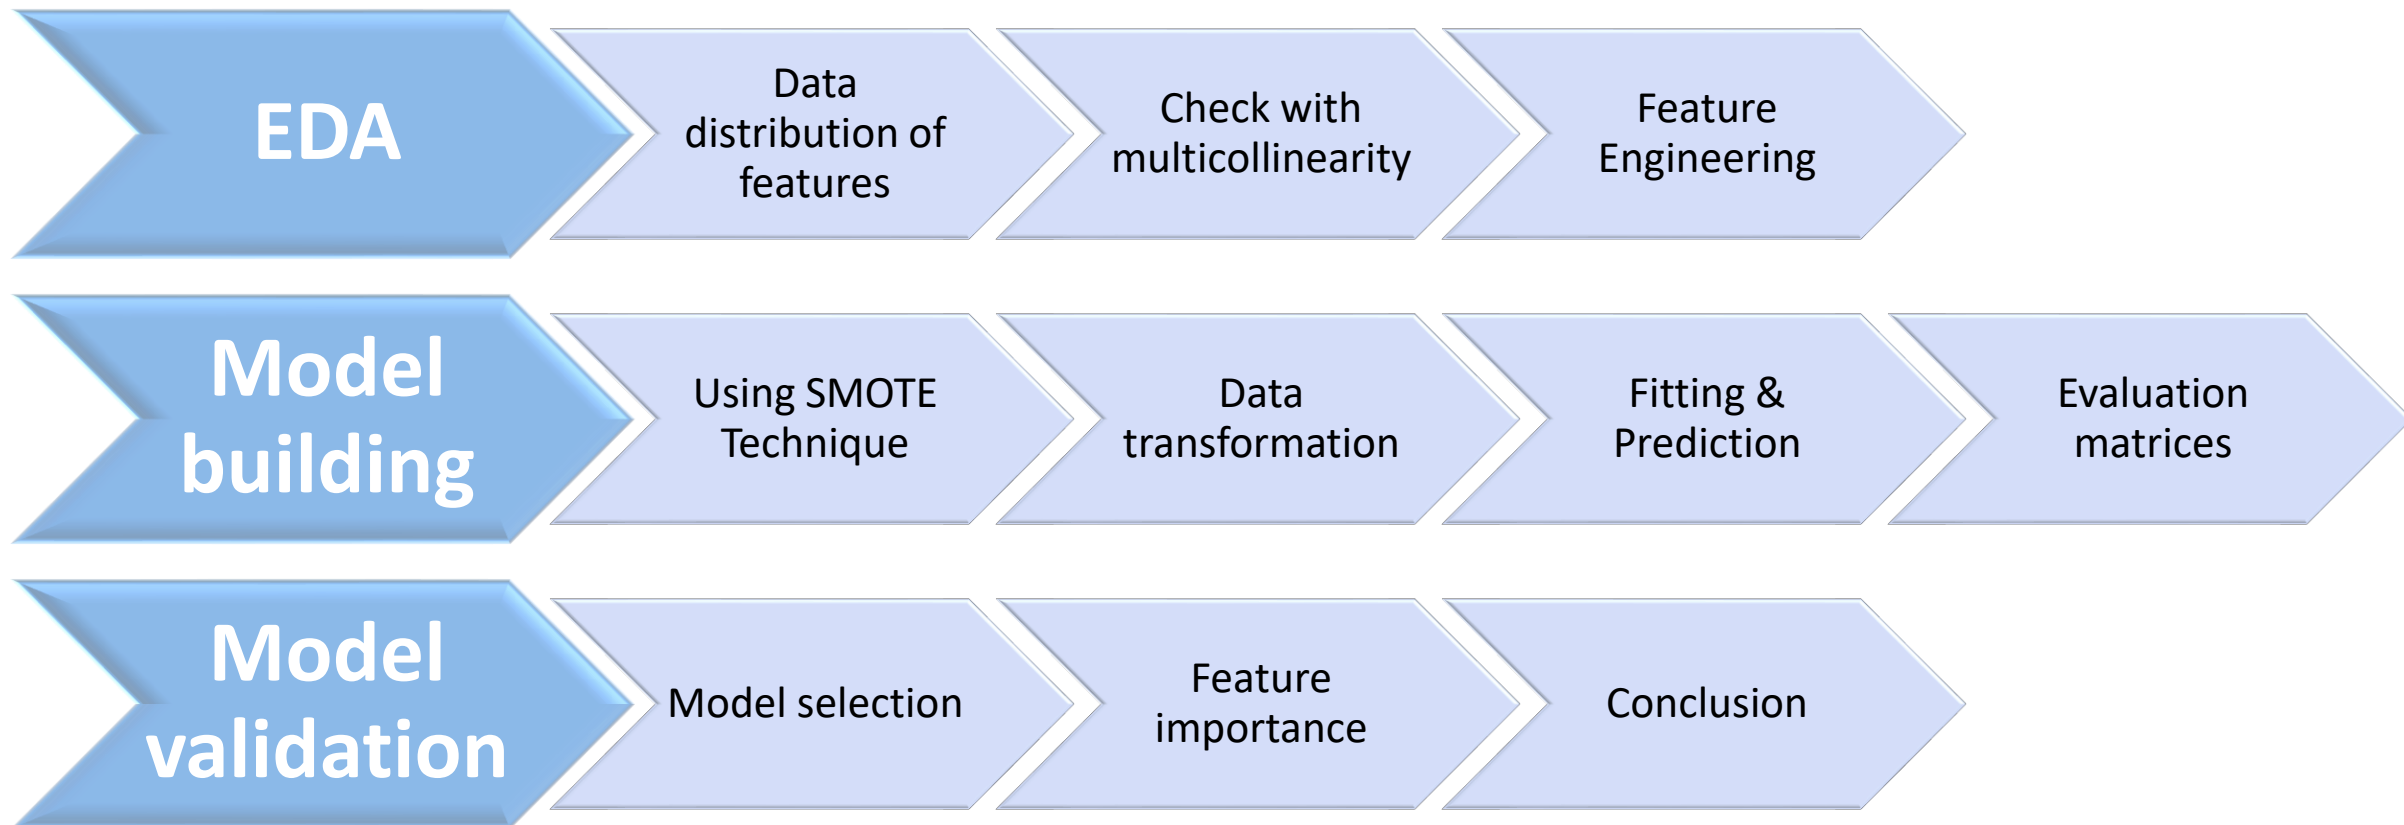 EDA
Data
distribution of
features
Check with
multicollinearity
Feature
Engineering
Model
building
Using SMOTE
Technique
Data
transformation
Fitting &
Prediction
Evaluation
matrices
Model
validation
Model selection
Feature
importance
Conclusion